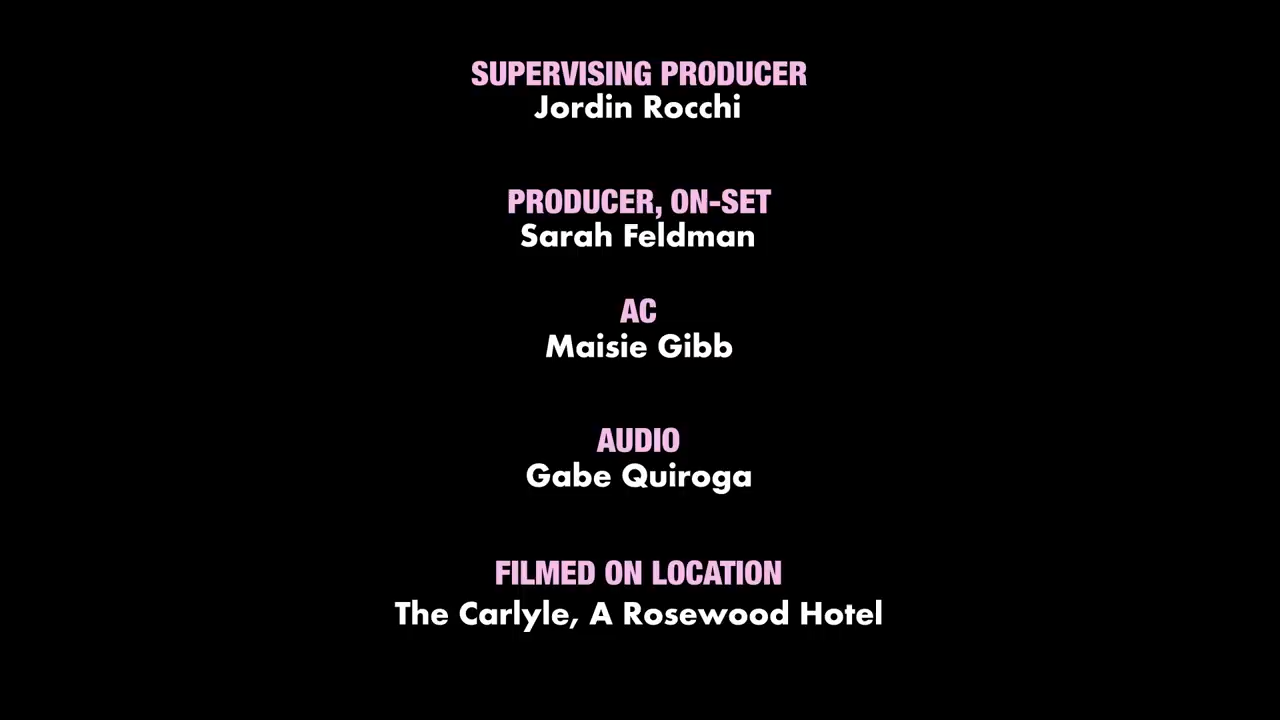 SUPERVISING PRODUCER
Jordin Rocchi
PRODUCER, ON-SET
Sarah Feldman
AC
Maisie Gibb
AUDIO
Gabe Quiroga
FILMED ON LOCATION
The Carlyle, A Rosewood Hotel